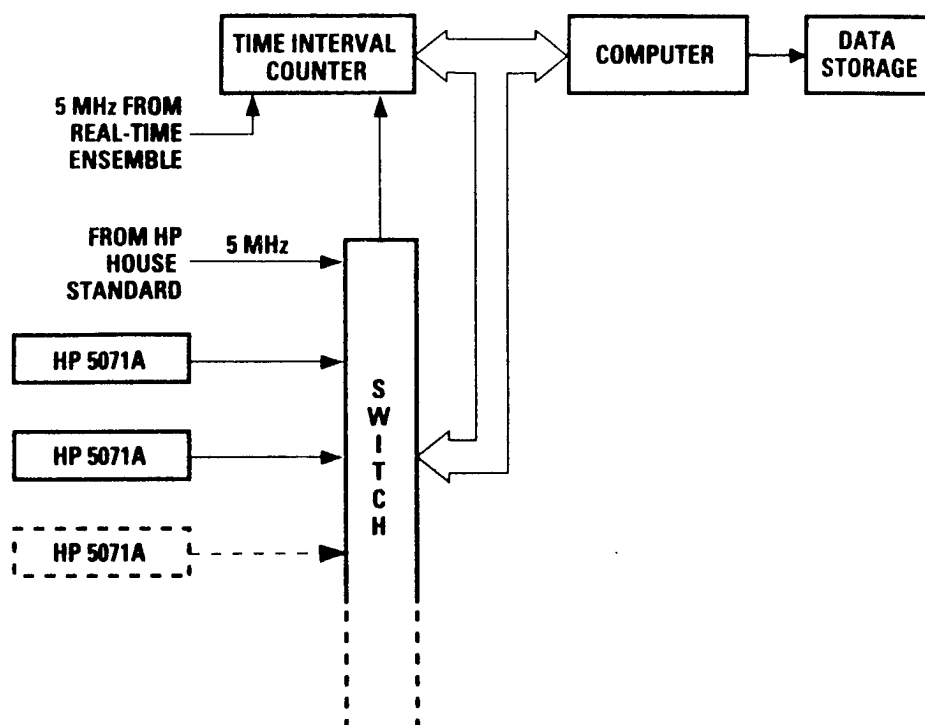 TIME INTERVAL
COUNTER
COMPUTER
DATA
STORAGE
5 MHz FROM
REAL-TIME
ENSEMBLE
FROM HP
HOUSE
STANDARD
5 MHz
HP 5071A
HP 5071A
HP 5071A
SWITCH